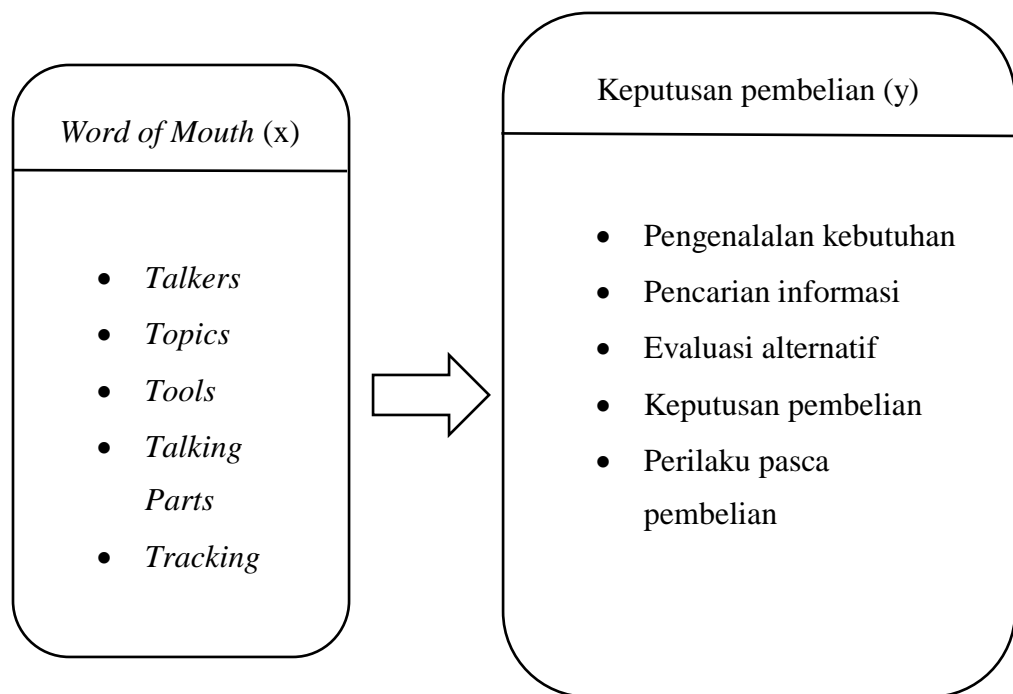 Word of Mouth (x)
• Talkers
• Topics
• Tools
• Talking
Parts
• Tracking
Keputusan pembelian (y)
• Pengenalalan kebutuhan
• Pencarian informasi
• Evaluasi alternatif
• Keputusan pembelian
• Perilaku pasca
pembelian